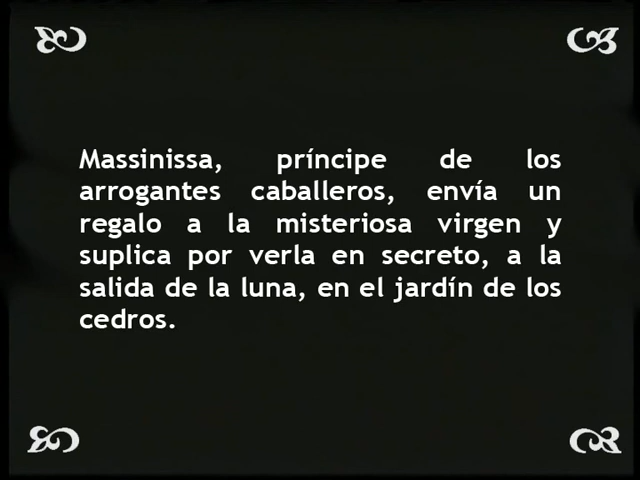 Massinissa, príncipe de los
arrogantes caballeros, envía un
regalo a la misteriosa virgen y
suplica por verla en secreto, a la
salida de la luna, en el jardín de los
cedros.